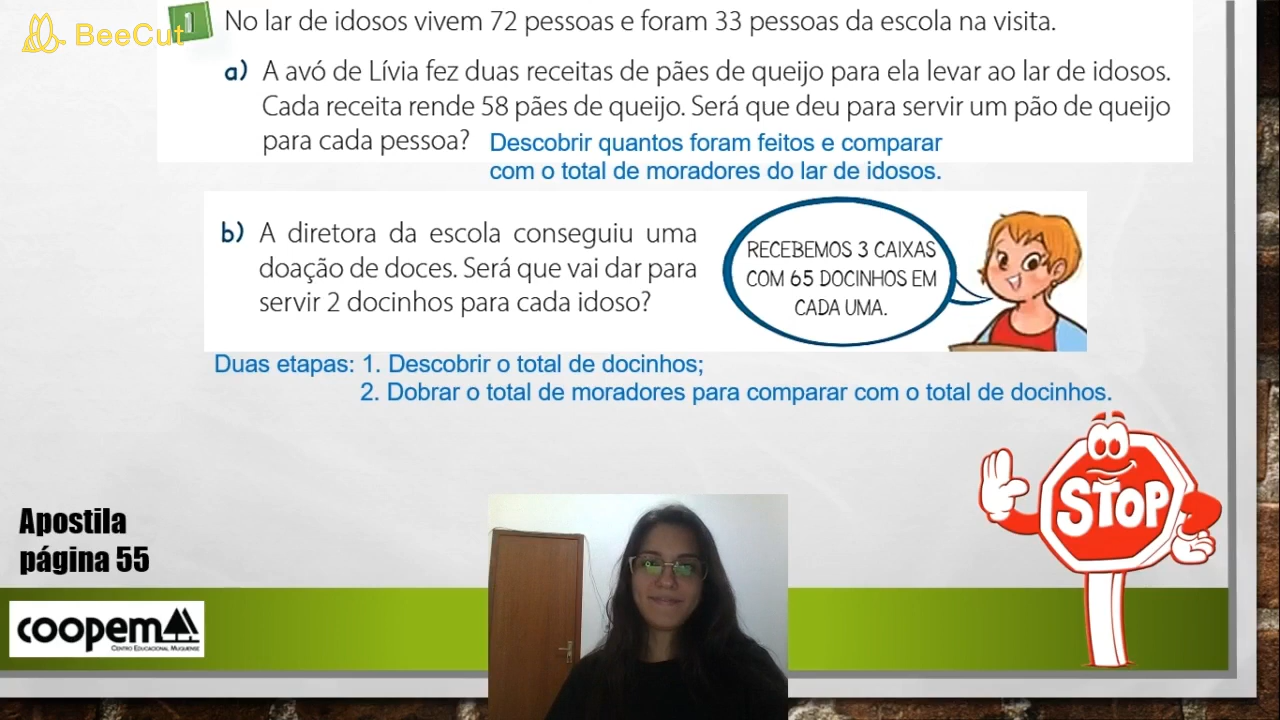 BeeCut
1 No lar de idosos vivem 72 pessoas e foram 33 pessoas da escola na visita.
a) A avó de Lívia fez duas receitas de pães de queijo para ela levar ao lar de idosos.
Cada receita rende 58 pães de queijo. Será que deu para servir um pão de queijo
para cada pessoa?
Descobrir quantos foram feitos e comparar
com o total de moradores do lar de idosos.
b) A diretora da escola conseguiu uma
doação de doces. Será que vai dar para
servir 2 docinhos para cada idoso?
RECEBEMOS 3 CAIXAS
COM 65 DOCINHOS EM
CADA UMA.
Duas etapas: 1. Descobrir o total de docinhos;
2. Dobrar o total de moradores para comparar com o total de docinhos.
STOP
Apostila
página 55
coopema
CENTRO EDUCACIONAL MUQUIENSE